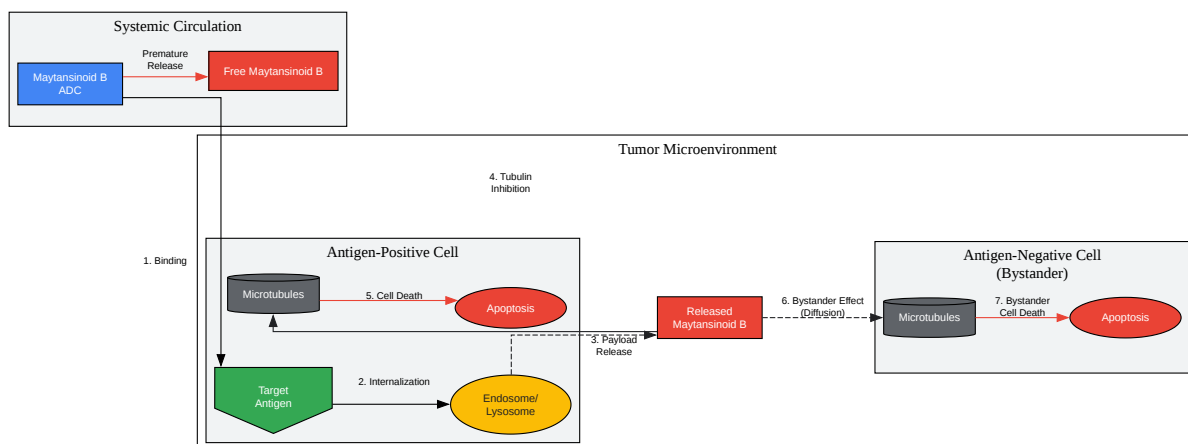 Systemic Circulation
Premature
Release
Maytansinoid B
ADC
Free Maytansinoid B
Tumor Microenvironment
4. Tubulin
Inhibition
1. Binding
Antigen-Positive Cell
Microtubules
5. Cell Death
Apoptosis
Released
Maytansinoid B
3. Payload
Release
Target
Antigen
2. Internalization
Endosome/
Lysosome
6. Bystander Effect
(Diffusion)
Antigen-Negative Cell
(Bystander)
Microtubules
7. Bystander
Cell Death
Apoptosis